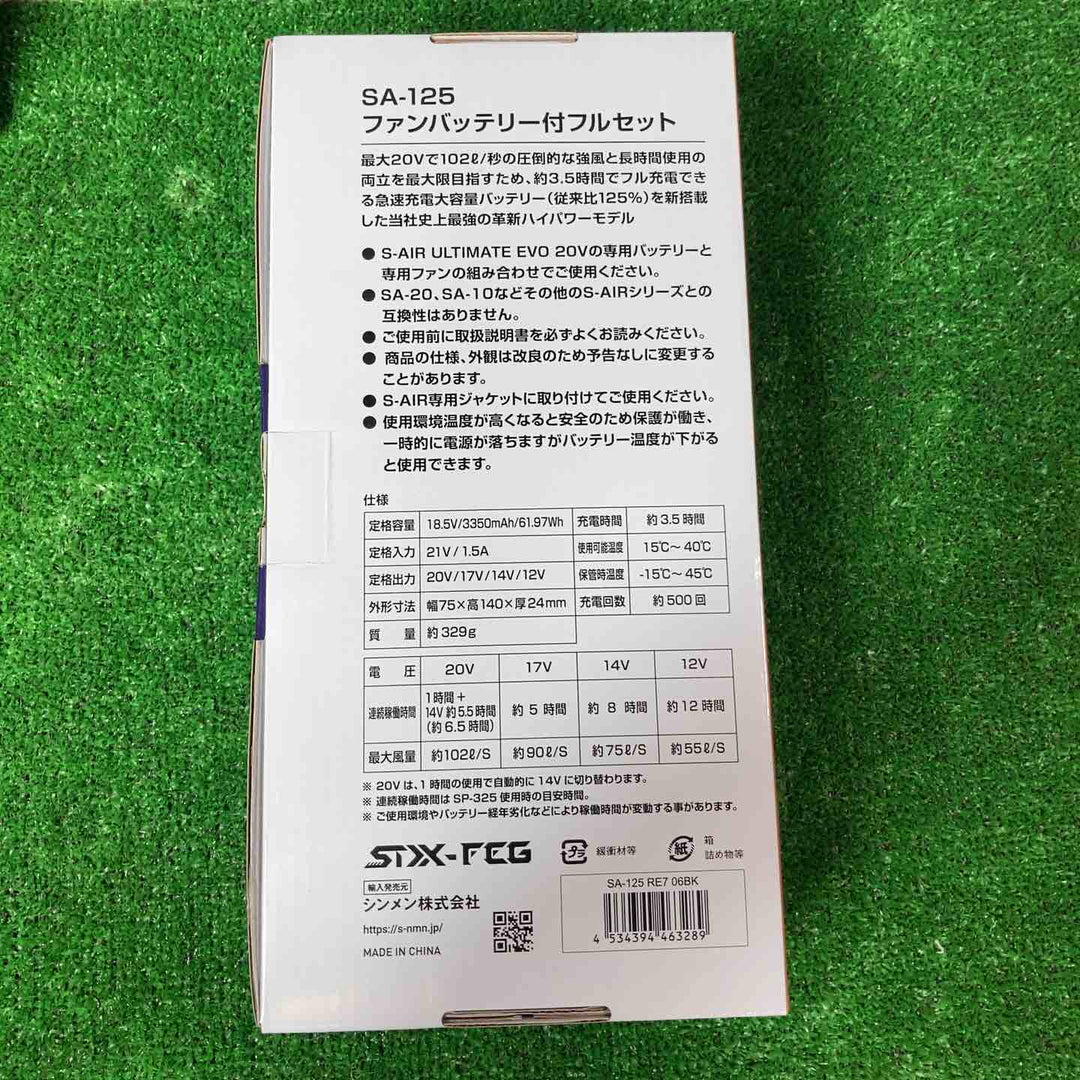 SA-125
ファンバッテリー付フルセット
最大20Vで102ℓ/秒の圧倒的な強風と長時間使用の
両立を最大限目指すため、約3.5時間でフル充電でき
る急速充電大容量バッテリー（従来比125%）を新搭載
した当社史上最強の革新ハイパワーモデル
● S-AIR ULTIMATE EVO 20Vの専用バッテリーと
専用ファンの組み合わせでご使用ください。
● SA-20、SA-10などその他のS-AIRシリーズとの
互換性はありません。
● ご使用前に取扱説明書を必ずよくお読みください。
● 商品の仕様、外観は改良のため予告なしに変更する
ことがあります。
● S-AIR専用ジャケットに取り付けてご使用ください。
● 使用環境温度が高くなると安全のため保護が働き、
一時的に電源が落ちますがバッテリー温度が下がる
と使用できます。
仕様
定格容量 18.5V/3350mAh/61.97Wh 充電時間 約3.5時間
定格入力 21V/1.5A 使用可能温度 15℃～40℃
定格出力 20V/17V/14V/12V 保管時温度 -15℃～45℃
外形寸法 幅75×高140×厚24mm 充電回数 約500回
質量 約329g
電圧 20V 17V 14V 12V
連続稼働時間 1時間＋ 約5時間 約8時間 約12時間
14V約5.5時間
（約6.5時間）
最大風量 約102ℓ/S 約90ℓ/S 約75ℓ/S 約55ℓ/S
※ 20Vは、1時間の使用で自動的に14Vに切り替わります。
※ 連続稼働時間はSP-325使用時の目安時間。
※ ご使用環境やバッテリー経年劣化などにより稼働時間が変動する事があります。
プラ 緩衝材等 紙 箱
詰め物等
輸入発売元
シンメン株式会社
https://s-nmn.jp/
MADE IN CHINA
SA-125 RE7 06BK
4 534394 463289